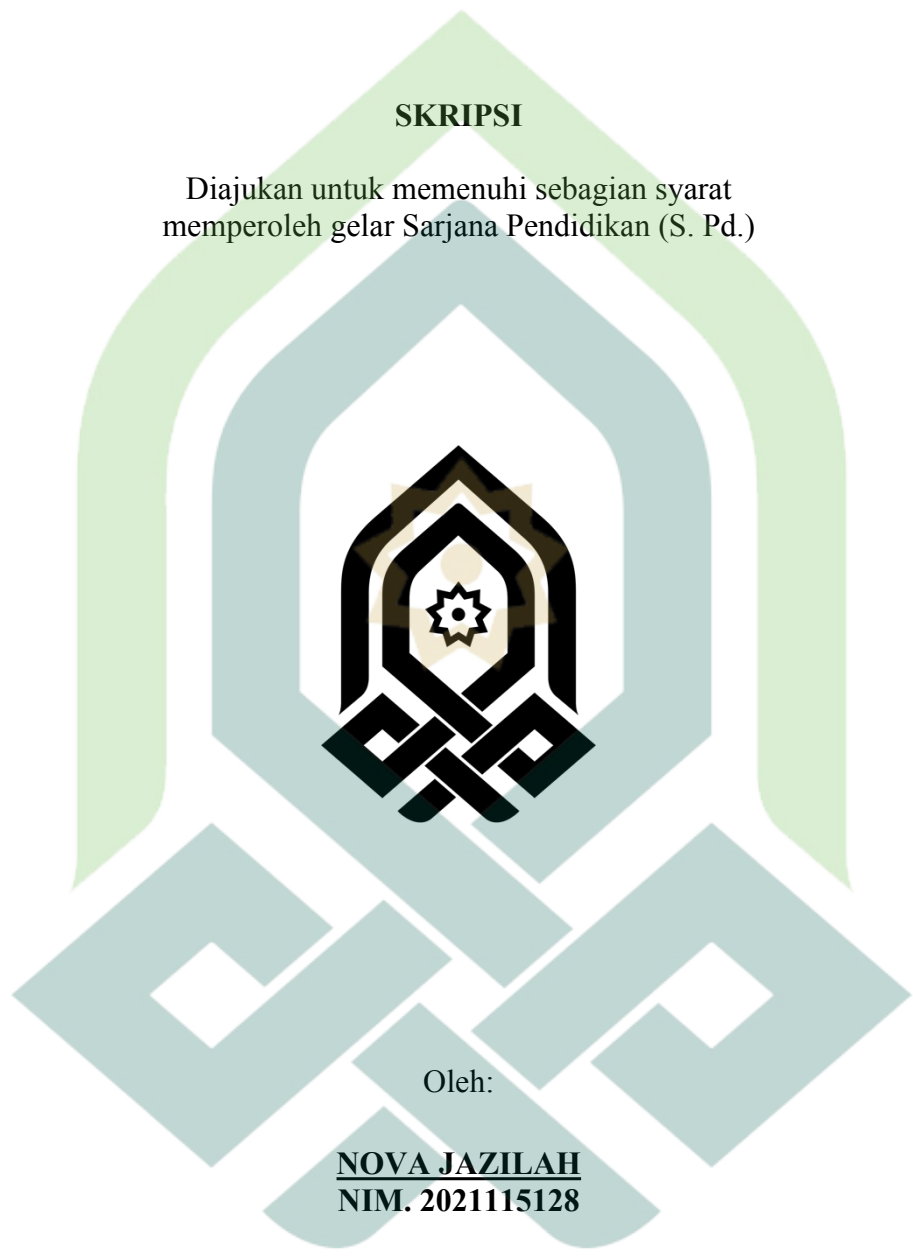 SKRIPSI
Diajukan untuk memenuhi sebagian syarat
memperoleh gelar Sarjana Pendidikan (S. Pd.)
Oleh:
NOVA JAZILAH
NIM. 2021115128